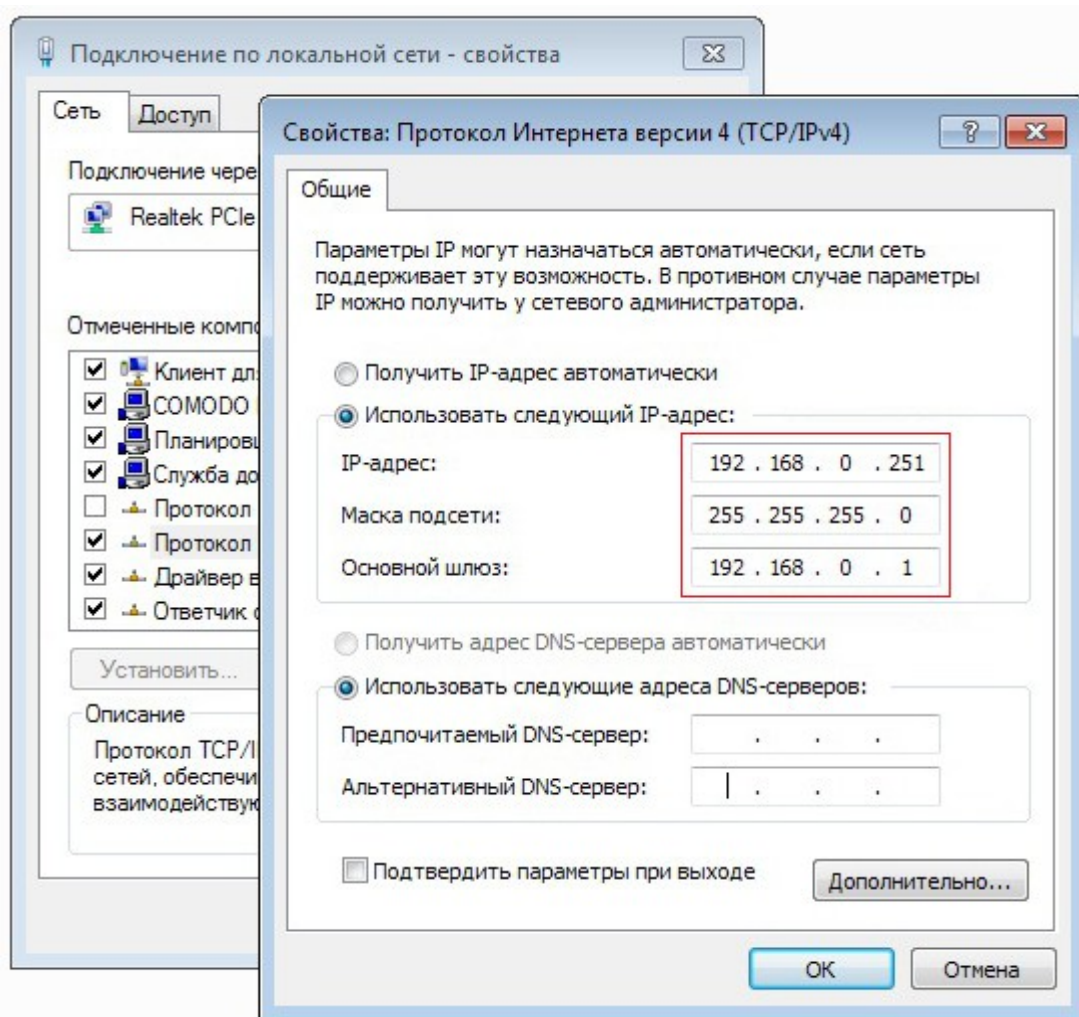 Подключение по локальной сети - свойства
Сеть
Доступ
Подключение чере
Realtek PCIe
Отмеченные компо
Клиент дл
COMODO
Планировщ
Служба до
Протокол
Протокол
Драйвер в
Ответчик с
Установить...
Описание
Протокол TCP/I
сетей, обеспечи
взаимодействую
Свойства: Протокол Интернета версии 4 (TCP/IPv4)
Общие
Параметры IP могут назначаться автоматически, если сеть
поддерживает эту возможность. В противном случае параметры
IP можно получить у сетевого администратора.
Получить IP-адрес автоматически
Использовать следующий IP-адрес:
IP-адрес: 192 . 168 . 0 . 251
Маска подсети: 255 . 255 . 255 . 0
Основной шлюз: 192 . 168 . 0 . 1
Получить адрес DNS-сервера автоматически
Использовать следующие адреса DNS-серверов:
Предпочитаемый DNS-сервер: . . .
Альтернативный DNS-сервер: . . .
Подтвердить параметры при выходе
Дополнительно...
ОК
Отмена